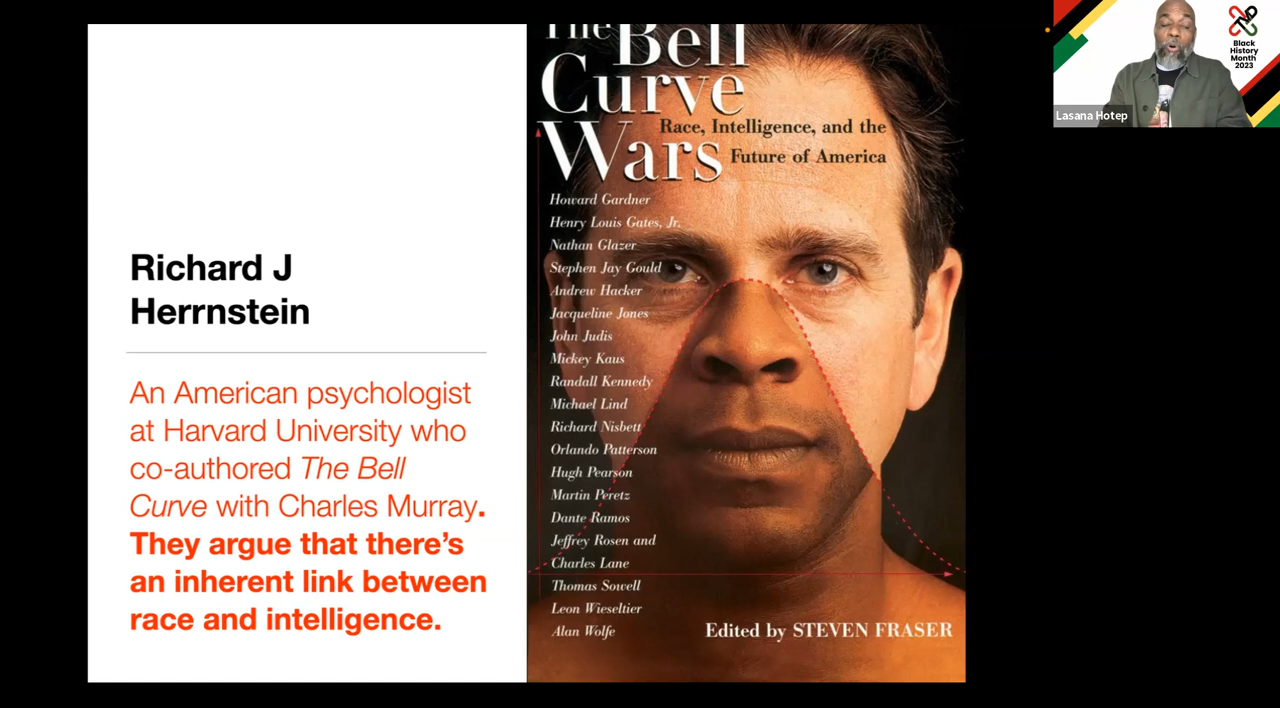 Richard J
Herrnstein
An American psychologist
at Harvard University who
co-authored The Bell
Curve with Charles Murray.
They argue that there's
an inherent link between
race and intelligence.
The Bell
Curve
Wars
Race, Intelligence, and the
Future of America
Howard Gardner
Henry Louis Gates, Jr.
Nathan Glazer
Stephen Jay Gould
Andrew Hacker
Jacqueline Jones
John Judis
Mickey Kaus
Randall Kennedy
Michael Lind
Richard Nisbett
Orlando Patterson
Hugh Pearson
Martin Peretz
Dante Ramos
Jeffrey Rosen and
Charles Lane
Thomas Sowell
Leon Wieseltier
Alan Wolfe
Edited by STEVEN FRASER
Black
History
Month
2023
Lasana Hotep